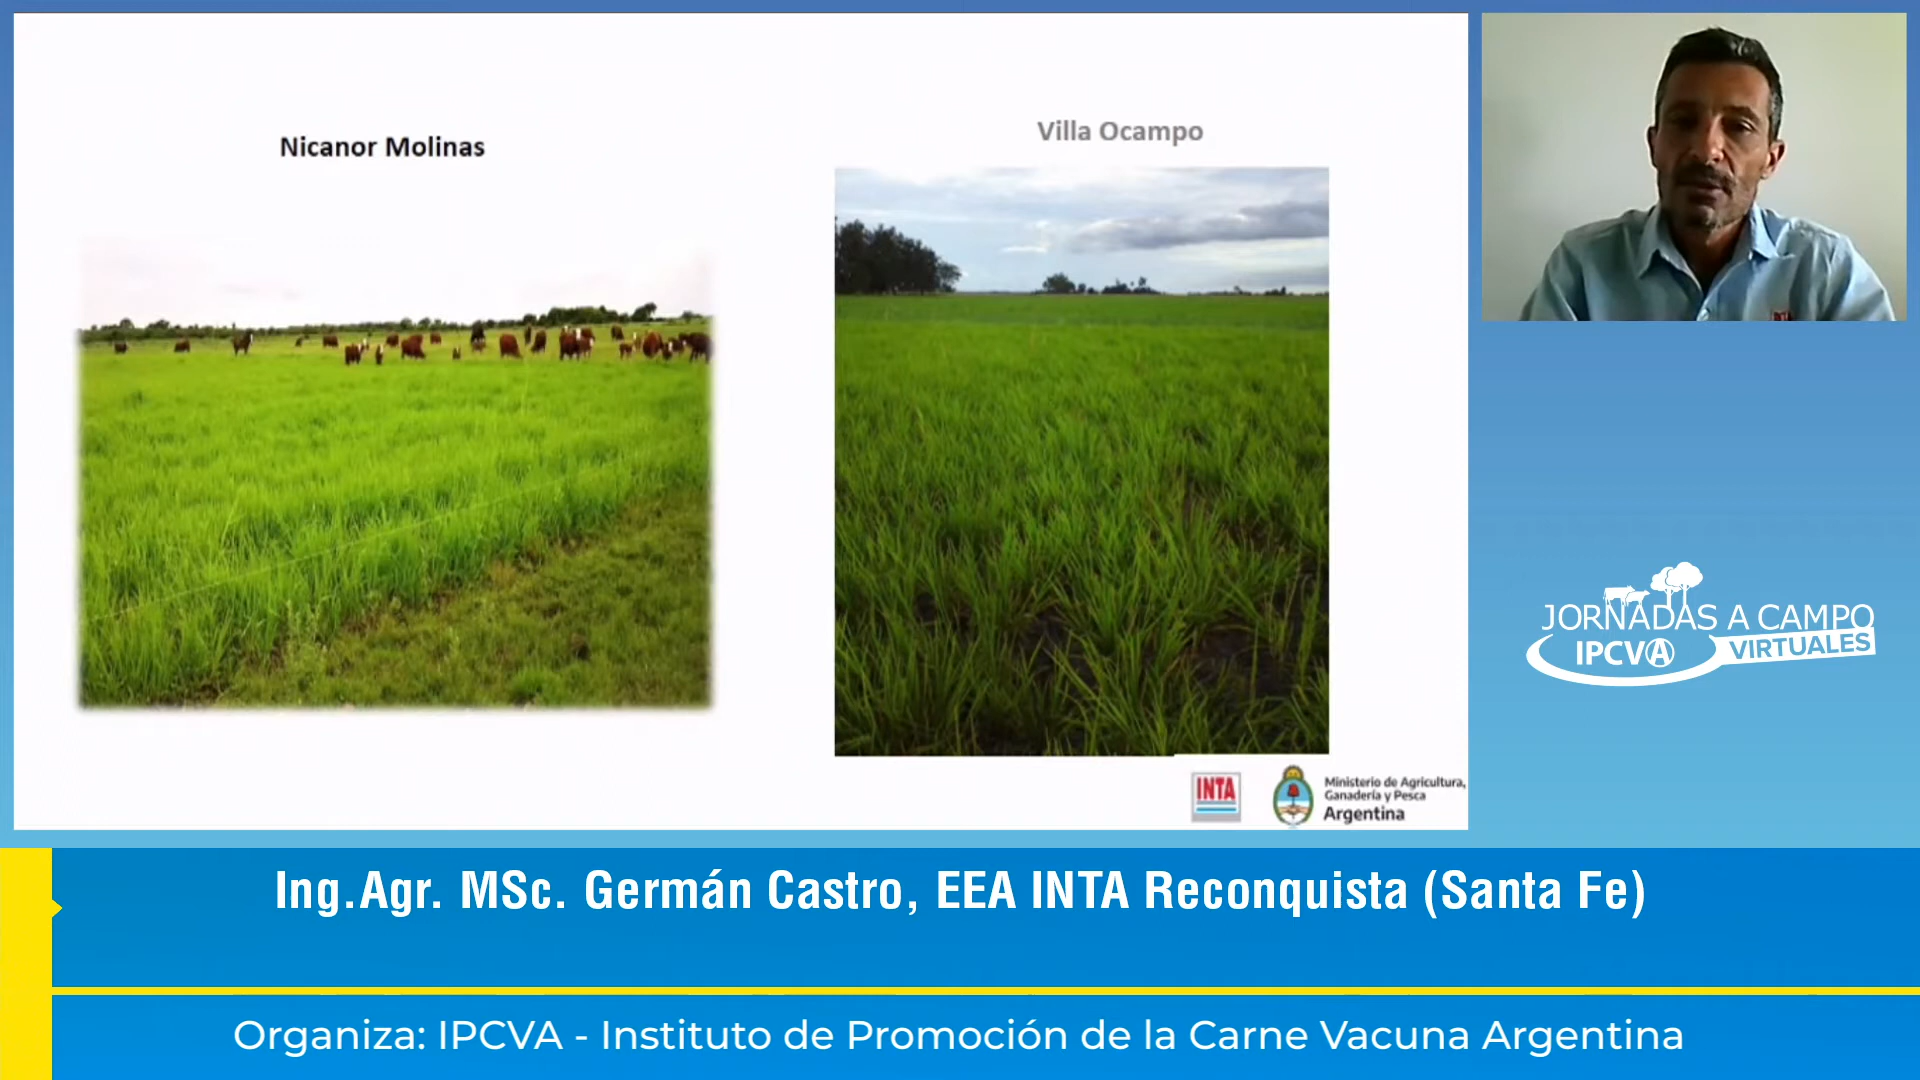 Nicanor Molinas
Villa Ocampo
INTA
Ministerio de Agricultura,
Ganadería y Pesca
Argentina
JORNADAS A CAMPO
IPCVA VIRTUALES
Ing.Agr. MSc. Germán Castro, EEA INTA Reconquista (Santa Fe)
Organiza: IPCVA - Instituto de Promoción de la Carne Vacuna Argentina